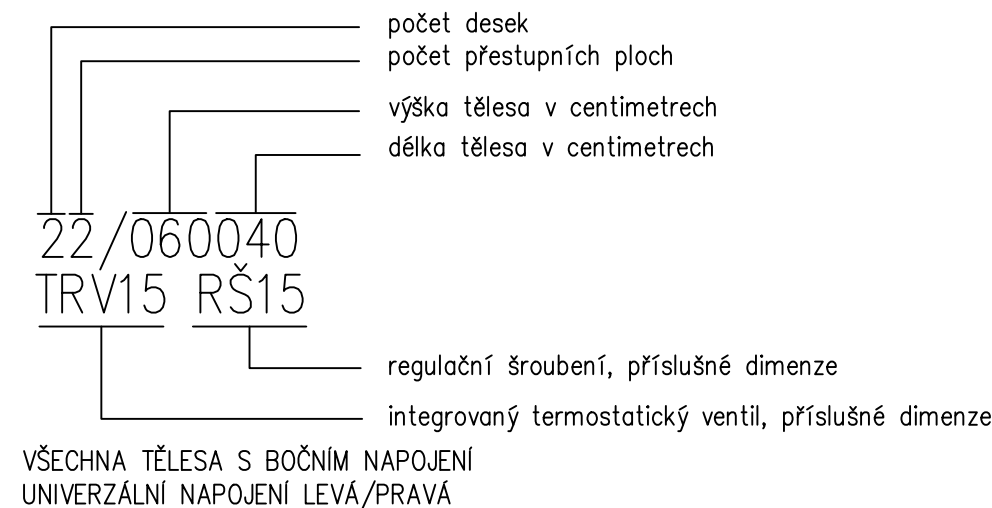 počet desek
počet přestupních ploch
výška tělesa v centimetrech
délka tělesa v centimetrech
22/060040
TRV15 RŠ15
regulační šroubení, příslušné dimenze
integrovaný termostatický ventil, příslušné dimenze
VŠECHNA TĚLESA S BOČNÍM NAPOJENÍ
UNIVERZÁLNÍ NAPOJENÍ LEVÁ/PRAVÁ